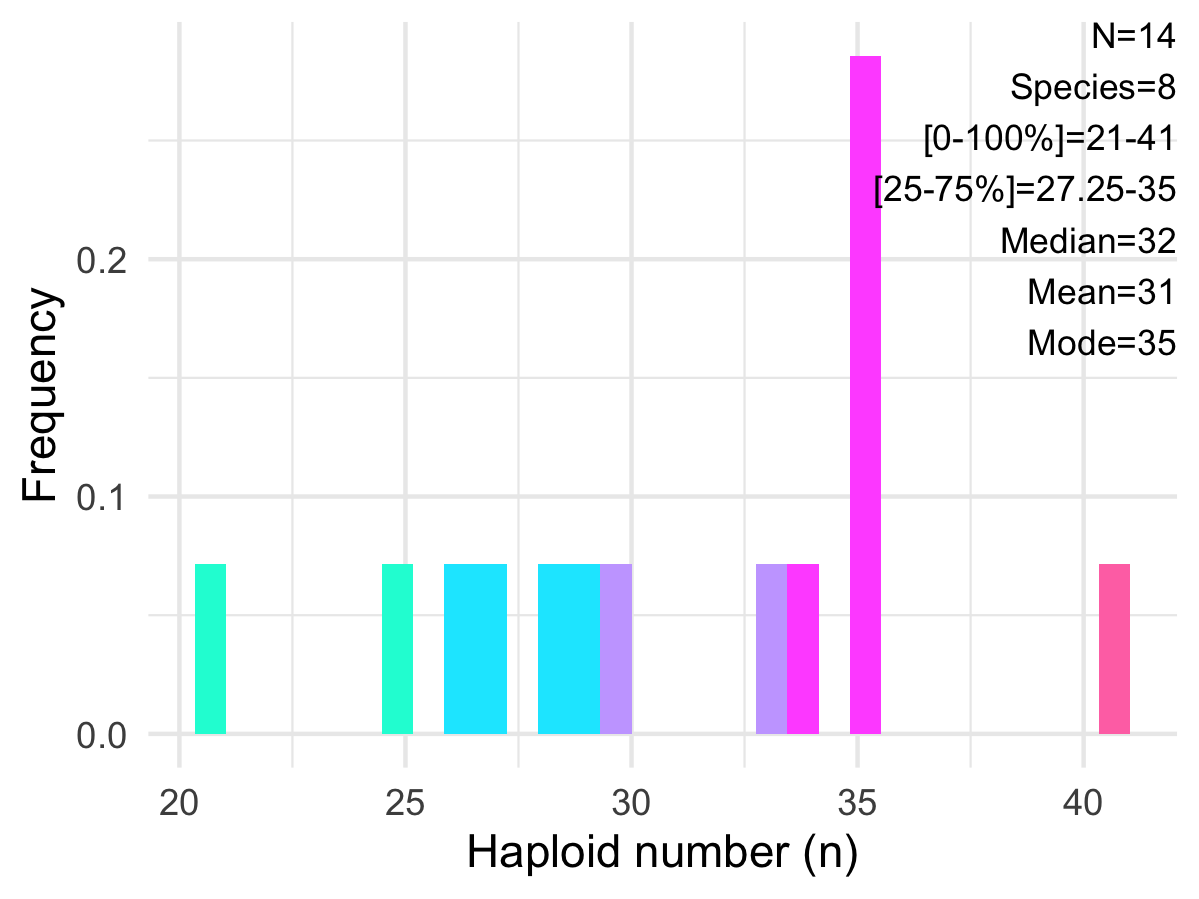 N=14
Species=8
[0-100%]=21-41
[25-75%]=27.25-35
Median=32
Mean=31
Mode=35
Frequency
0.2
0.1
0.0
20 25 30 35 40
Haploid number (n)